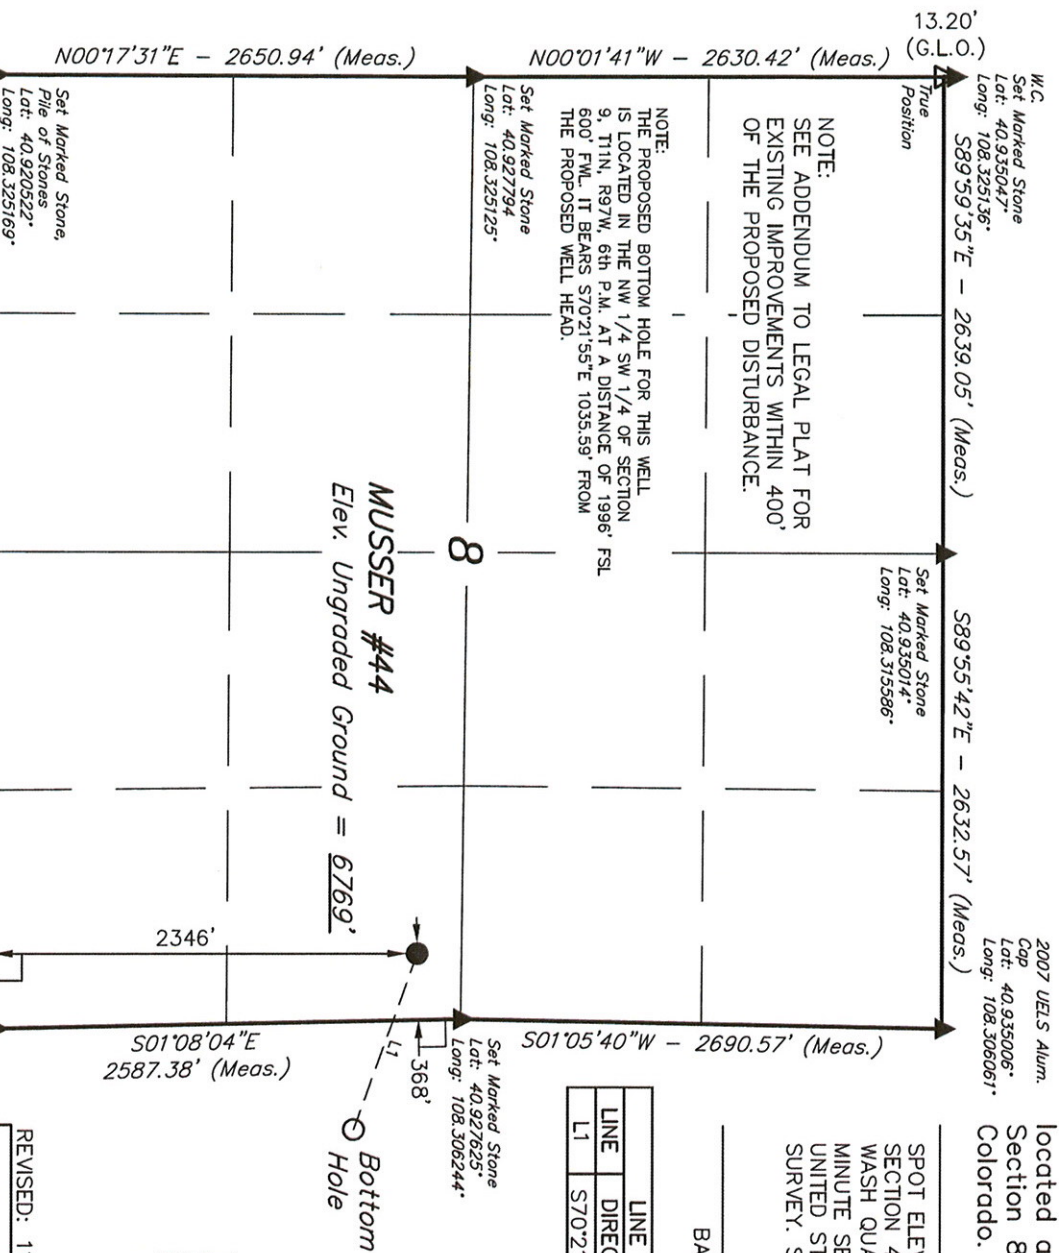 13.20'
(G.L.O.)
N00°17'31"E - 2650.94' (Meas.)
N00°01'41"W - 2630.42' (Meas.)
W.C.
Set Marked Stone
Lat: 40.935047°
Long: 108.325136°
True
Position
S89°59'35"E - 2639.05' (Meas.)
Set Marked Stone
Lat: 40.935014°
Long: 108.315586°
S89°55'42"E - 2632.57' (Meas.)
2007 UELS Alum.
Cap
Lat: 40.935006°
Long: 108.306061°
NOTE:
SEE ADDENDUM TO LEGAL PLAT FOR
EXISTING IMPROVEMENTS WITHIN 400'
OF THE PROPOSED DISTURBANCE.
NOTE:
THE PROPOSED BOTTOM HOLE FOR THIS WELL
IS LOCATED IN THE NW 1/4 SW 1/4 OF SECTION
9, T11N, R97W, 6th P.M. AT A DISTANCE OF 1996' FSL
600' FWL. IT BEARS S70°21'55"E 1035.59' FROM
THE PROPOSED WELL HEAD.
Set Marked Stone
Lat: 40.927794
Long: 108.325125°
Set Marked Stone,
Pile of Stones
Lat: 40.920522°
Long: 108.325169°
8
MUSSER #44
Elev. Ungraded Ground = 6769'
2346'
S01°08'04"E
2587.38' (Meas.)
S01°05'40"W - 2690.57' (Meas.)
L1
368'
Set Marked Stone
Lat: 40.927625°
Long: 108.306244°
Bottom
Hole
located
Section 8
Colorado.
SPOT ELEV
SECTION 4
WASH QUA
MINUTE SE
UNITED ST
SURVEY. S
BA
LINE
LINE DIREC
L1 S70°2
REVISED: 1